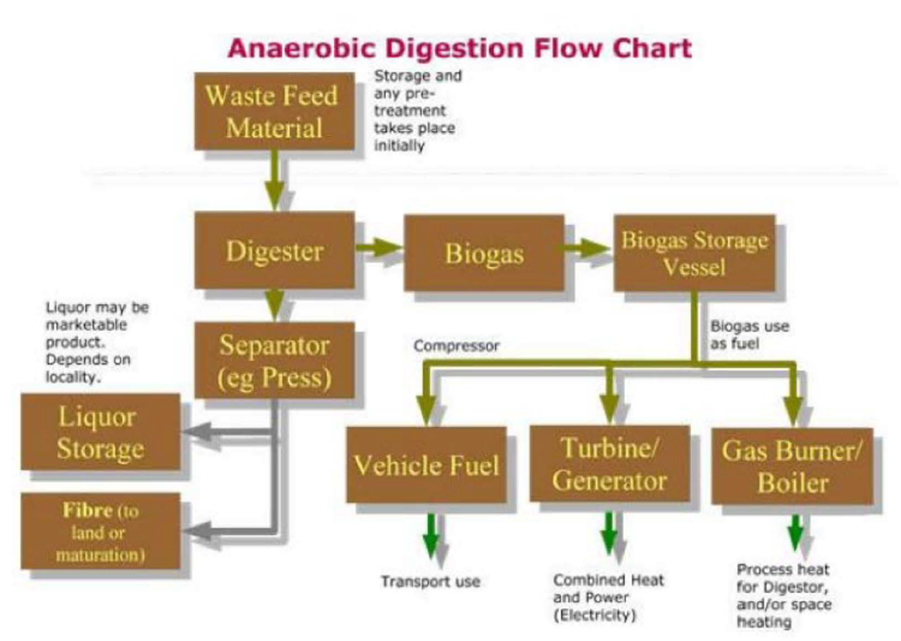 Anaerobic Digestion Flow Chart
Waste Feed
Material
Storage and
any pre-
treatment
takes place
initially
Digester
Biogas
Biogas Storage
Vessel
Liquor may be
marketable
product.
Depends on
locality.
Separator
(eg Press)
Biogas use
as fuel
Compressor
Liquor
Storage
Vehicle Fuel
Turbine/
Generator
Gas Burner/
Boiler
Fibre (to
land or
maturation)
Transport use
Combined Heat
and Power
(Electricity)
Process heat
for Digestor,
and/or space
heating